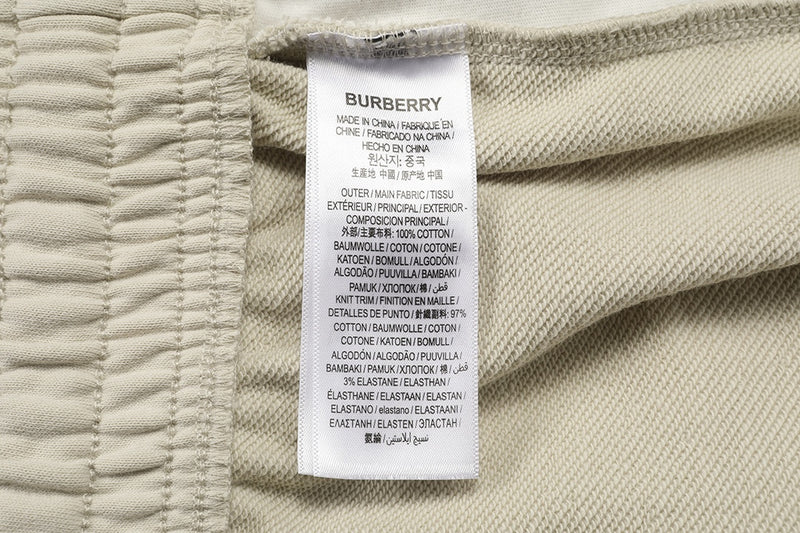 BURBERRY
MADE IN CHINA / FABRIQUE EN
CHINE / FABRICADO NA CHINA /
HECHO EN CHINA
원산지: 중국
生産地 中國 / 原产地 中国
OUTER / MAIN FABRIC / TISSU
EXTÉRIEUR / PRINCIPAL / EXTERIOR-
COMPOSICION PRINCIPAL /
外部/主要布料: 100% COTTON /
BAUMWOLLE / COTON / COTONE /
KATOEN / BOMULL / ALGODÓN /
ALGODÃO / PUUVILLA / BAMBAKI /
PAMUK / ХЛОПОК / 棉 / قطن /
KNIT TRIM / FINITION EN MAILLE /
DETALLES DE PUNTO / 針織副料: 97%
COTTON / BAUMWOLLE / COTON /
COTONE / KATOEN / BOMULL /
ALGODÓN / ALGODÃO / PUUVILLA /
BAMBAKI / PAMUK / ХЛОПОК / 棉 / قطن
3% ELASTANE / ELASTHAN /
ÉLASTHANE / ELASTAAN / ELASTAN /
ELASTANO / elastano / ELASTAANI /
ΕΛΑΣΤΑΝΗ / ELASTEN / ЭЛАСТАН /
氨綸 / نسيج إيلاستين /